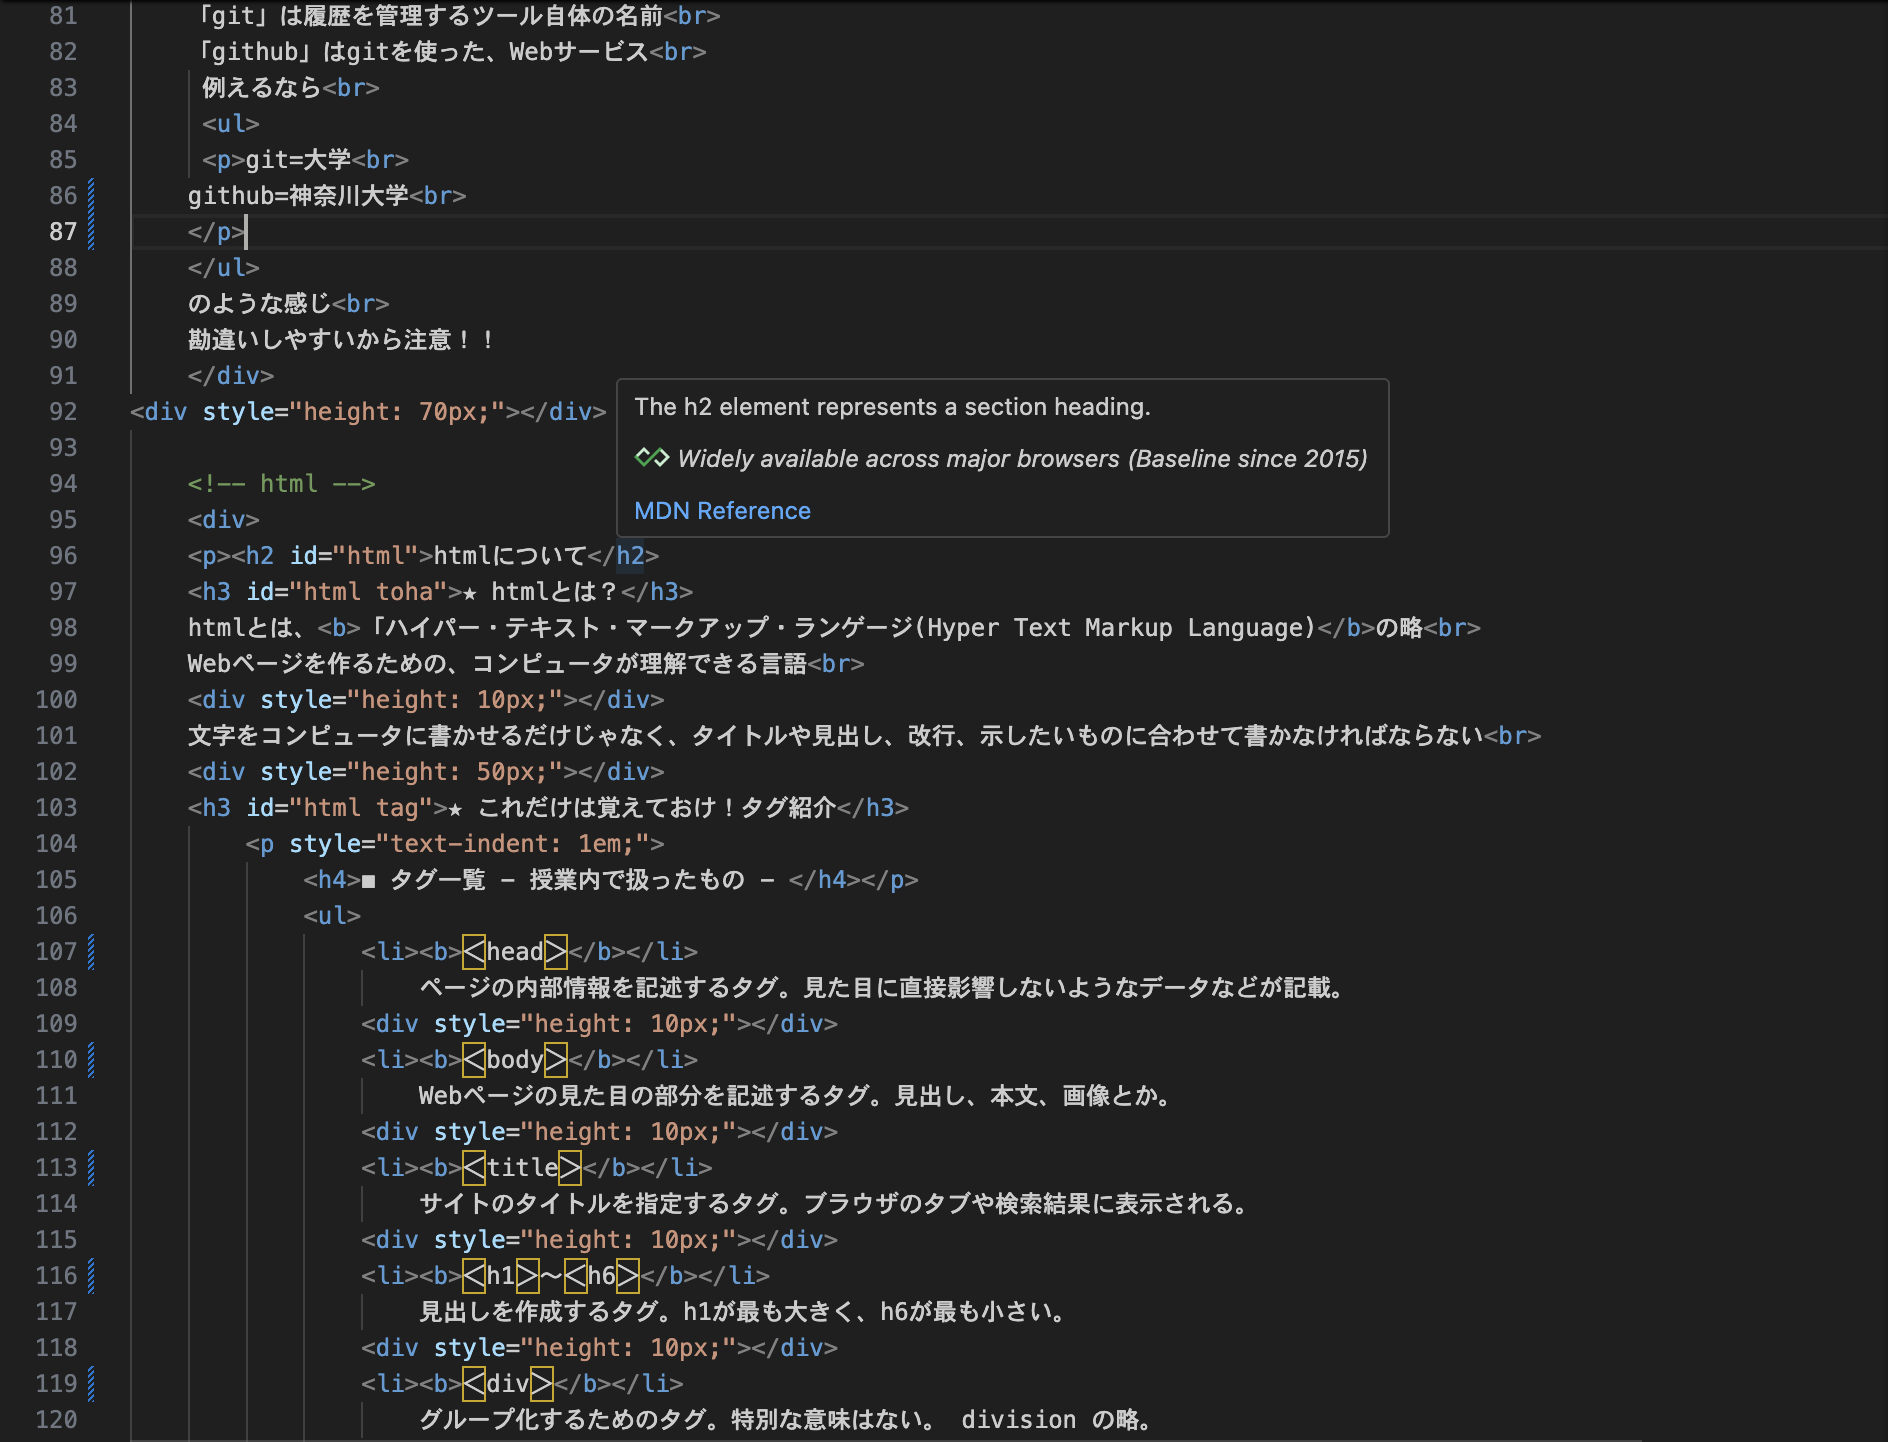 81 「git」は履歴を管理するツール自体の名前<br>
82 「github」はgitを使った、Webサービス<br>
83 例えるなら<br>
84 <ul>
85 <p>git=大学<br>
86 github=神奈川大学<br>
87 </p>
88 </ul>
89 のような感じ<br>
90 勘違いしやすいから注意！！
91 </div>
92 <div style="height: 70px;"></div>
The h2 element represents a section heading.
Widely available across major browsers (Baseline since 2015)
MDN Reference
93
94 <!-- html -->
95 <div>
96 <p><h2 id="html">htmlについて</h2>
97 <h3 id="html toha">★ htmlとは？</h3>
98 htmlとは、<b>「ハイパー・テキスト・マークアップ・ランゲージ(Hyper Text Markup Language)</b>の略<br>
99 Webページを作るための、コンピュータが理解できる言語<br>
100 <div style="height: 10px;"></div>
101 文字をコンピュータに書かせるだけじゃなく、タイトルや見出し、改行、示したいものに合わせて書かなければならない<br>
102 <div style="height: 50px;"></div>
103 <h3 id="html tag">★ これだけは覚えておけ！タグ紹介</h3>
104 <p style="text-indent: 1em;">
105 <h4>■ タグ一覧 − 授業内で扱ったもの − </h4></p>
106 <ul>
107 <li><b>＜head＞</b></li>
108 ページの内部情報を記述するタグ。見た目に直接影響しないようなデータなどが記載。
109 <div style="height: 10px;"></div>
110 <li><b>＜body＞</b></li>
111 Webページの見た目の部分を記述するタグ。見出し、本文、画像とか。
112 <div style="height: 10px;"></div>
113 <li><b>＜title＞</b></li>
114 サイトのタイトルを指定するタグ。ブラウザのタブや検索結果に表示される。
115 <div style="height: 10px;"></div>
116 <li><b>＜h1＞〜＜h6＞</b></li>
117 見出しを作成するタグ。h1が最も大きく、h6が最も小さい。
118 <div style="height: 10px;"></div>
119 <li><b>＜div＞</b></li>
120 グループ化するためのタグ。特別な意味はない。 division の略。